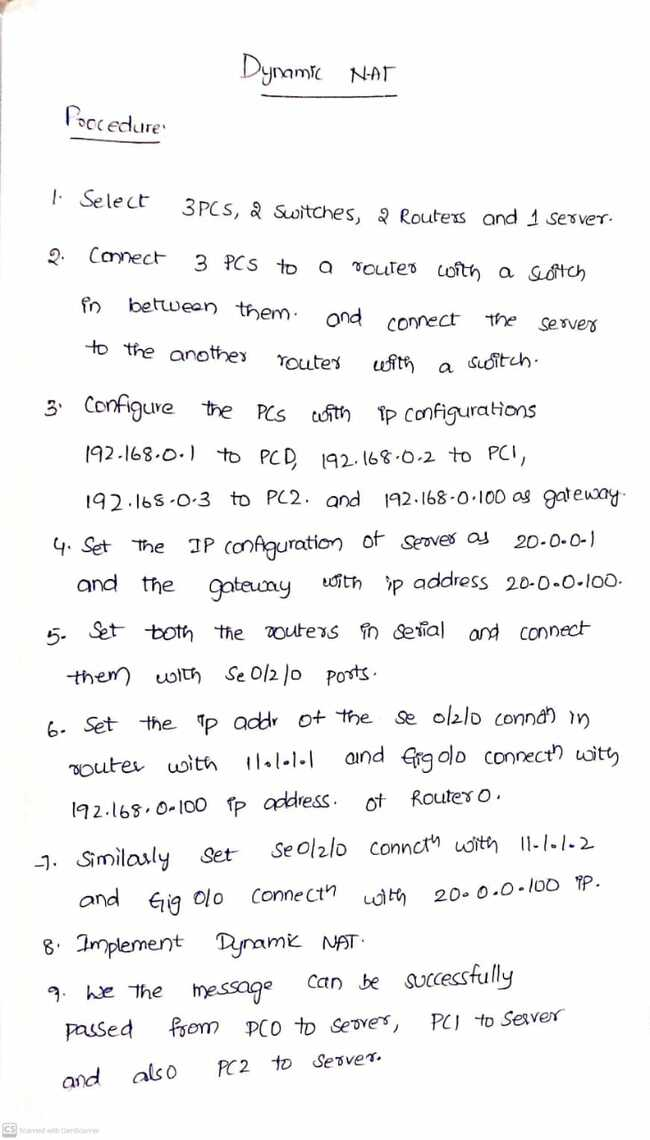 Dynamic NAT
Procedure:
1. Select 3PCS, 2 Switches, 2 Routers and 1 server.
2. Connect 3 PCs to a router with a switch
in between them. and connect the server
to the another router with a switch.
3. Configure the PCs with ip configurations
192.168.0.1 to PC0, 192.168.0.2 to PC1,
192.168.0.3 to PC2. and 192.168.0.100 as gateway.
4. Set the IP configuration of server as 20.0.0.1
and the gateway with ip address 20.0.0.100.
5. Set both the routers in serial and connect
them with Se 0/2/0 ports.
6. Set the ip addr of the se 0/2/0 connctn in
router with 11.1.1.1 and Gig 0/0 connectn with
192.168.0.100 ip address. of Router 0.
7. Similarly set Se 0/2/0 connctn with 11.1.1.2
and Gig 0/0 connectn with 20.0.0.100 IP.
8. Implement Dynamic NAT.
9. We the message can be successfully
passed from PC0 to server, PC1 to server
and also PC2 to server.
CS Scanned with CamScanner